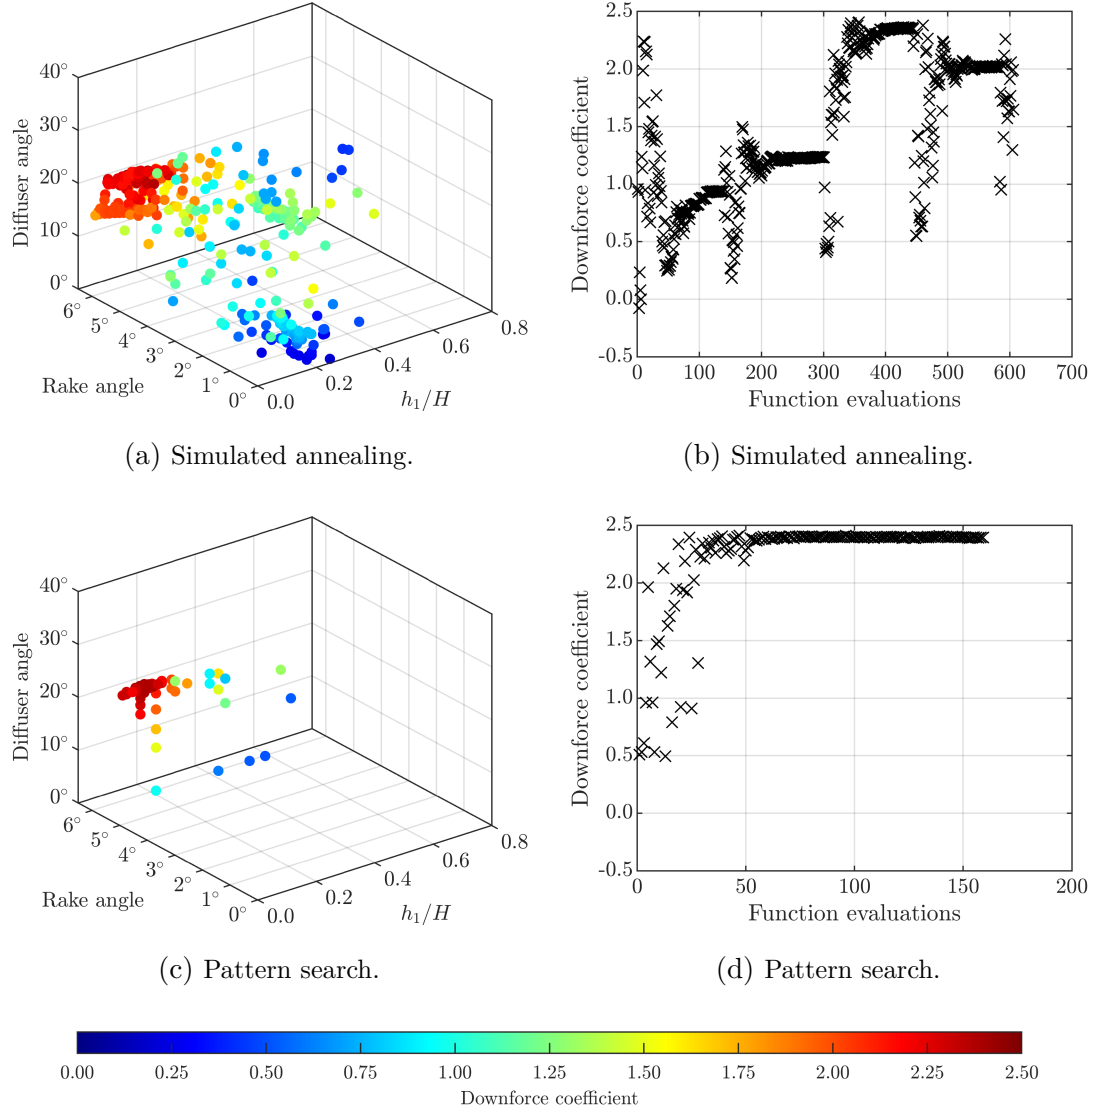 40°
30°
20°
10°
0°
Diffuser angle
6°
5°
4°
3°
2°
1°
0°
Rake angle
0.0
0.2
0.4
0.6
0.8
h₁/H
(a) Simulated annealing.
2.5
2.0
1.5
1.0
0.5
0.0
-0.5
Downforce coefficient
0 100 200 300 400 500 600 700
Function evaluations
(b) Simulated annealing.
40°
30°
20°
10°
0°
Diffuser angle
6°
5°
4°
3°
2°
1°
0°
Rake angle
0.0
0.2
0.4
0.6
0.8
h₁/H
(c) Pattern search.
2.5
2.0
1.5
1.0
0.5
0.0
-0.5
Downforce coefficient
0 50 100 150 200
Function evaluations
(d) Pattern search.
0.00 0.25 0.50 0.75 1.00 1.25 1.50 1.75 2.00 2.25 2.50
Downforce coefficient